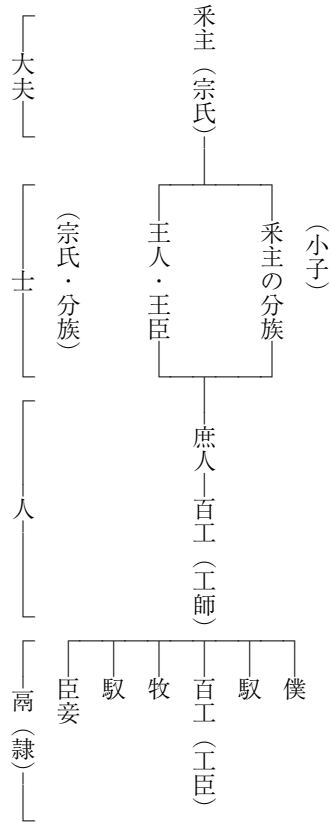 采主（宗氏）
（小子）
采主の分族
王人・王臣
（宗氏・分族）
庶人―百工（工師）
僕
馭
百工（工臣）
牧
馭
臣妾
大夫
士
人
鬲（隷）